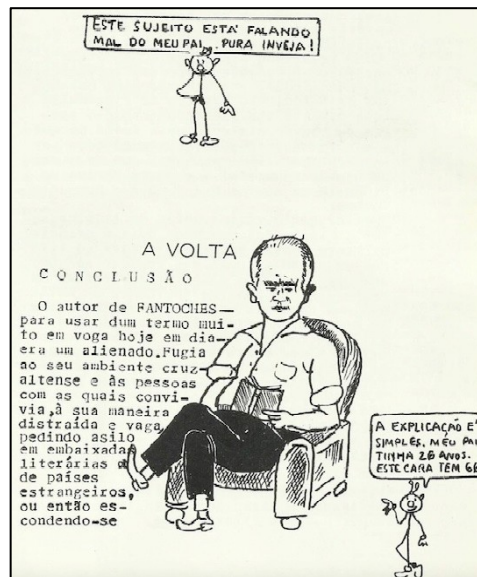 ESTE SUJEITO ESTÁ FALANDO
MAL DO MEU PAI. PURA INVEJA!
A VOLTA
CONCLUSÃO
O autor de FANTOCHES—
para usar dum termo mui-
to em voga hoje em dia—
era um alienado.Fugia
ao seu ambiente cruz-
altense e às pessoas
com as quais convi-
via,à sua maneira
distraída e vaga,
pedindo asilo
em embaixadas
literárias
de países
estrangeiros,
ou então es-
condendo-se
A EXPLICAÇÃO É
SIMPLES. MEU PAI
TINHA 26 ANOS.
ESTE CARA TEM 66